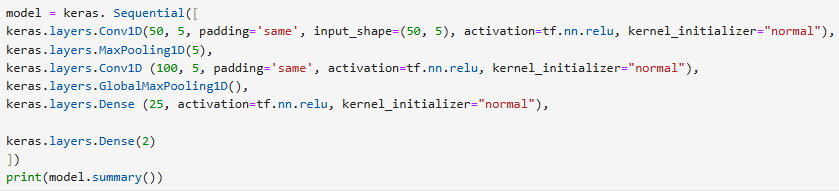 model = keras. Sequential([
keras.layers.Conv1D(50, 5, padding='same', input_shape=(50, 5), activation=tf.nn.relu, kernel_initializer="normal"),
keras.layers.MaxPooling1D(5),
keras.layers.Conv1D (100, 5, padding='same', activation=tf.nn.relu, kernel_initializer="normal"),
keras.layers.GlobalMaxPooling1D(),
keras.layers.Dense (25, activation=tf.nn.relu, kernel_initializer="normal"),
keras.layers.Dense(2)
])
print(model.summary())